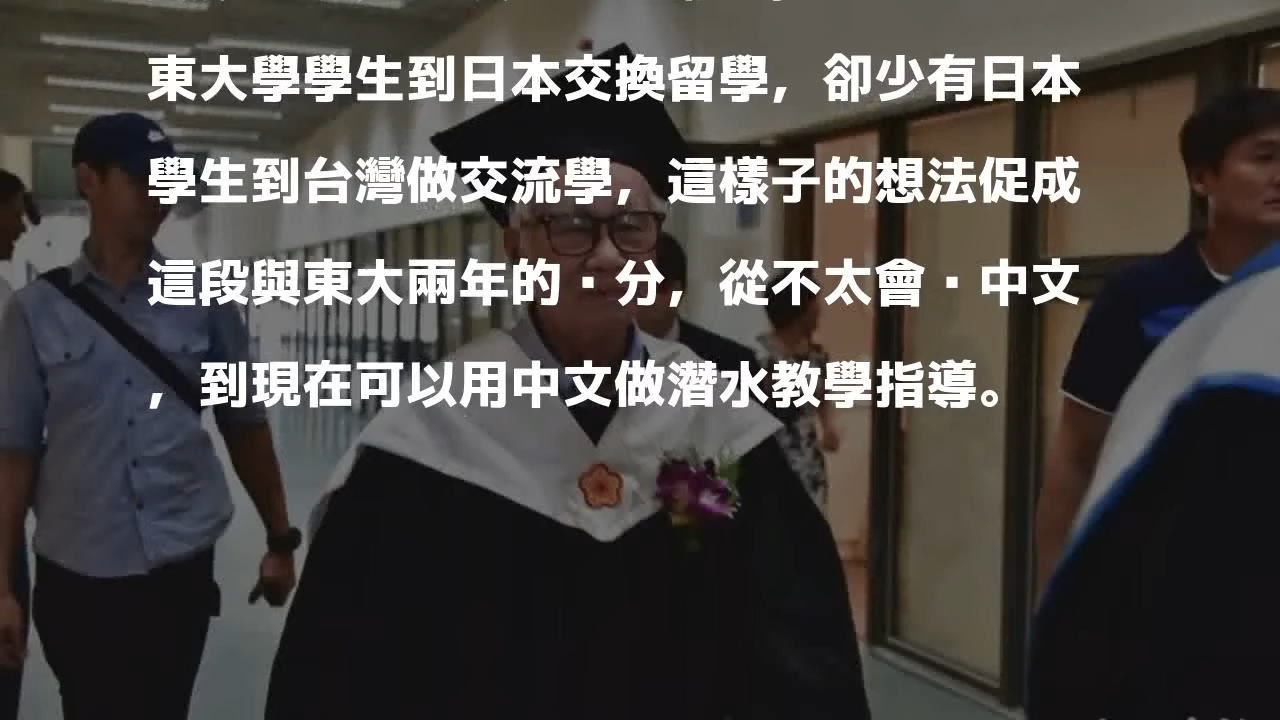 東大學學生到日本交換留學，卻少有日本
學生到台灣做交流學，這樣子的想法促成
這段與東大兩年的·分，從不太會·中文
，到現在可以用中文做潛水教學指導。